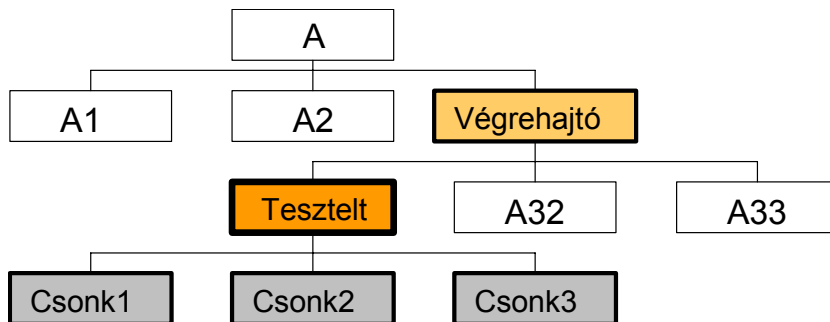 A
A1
A2
Végrehajtó
Tesztelt
A32
A33
Csonk1
Csonk2
Csonk3